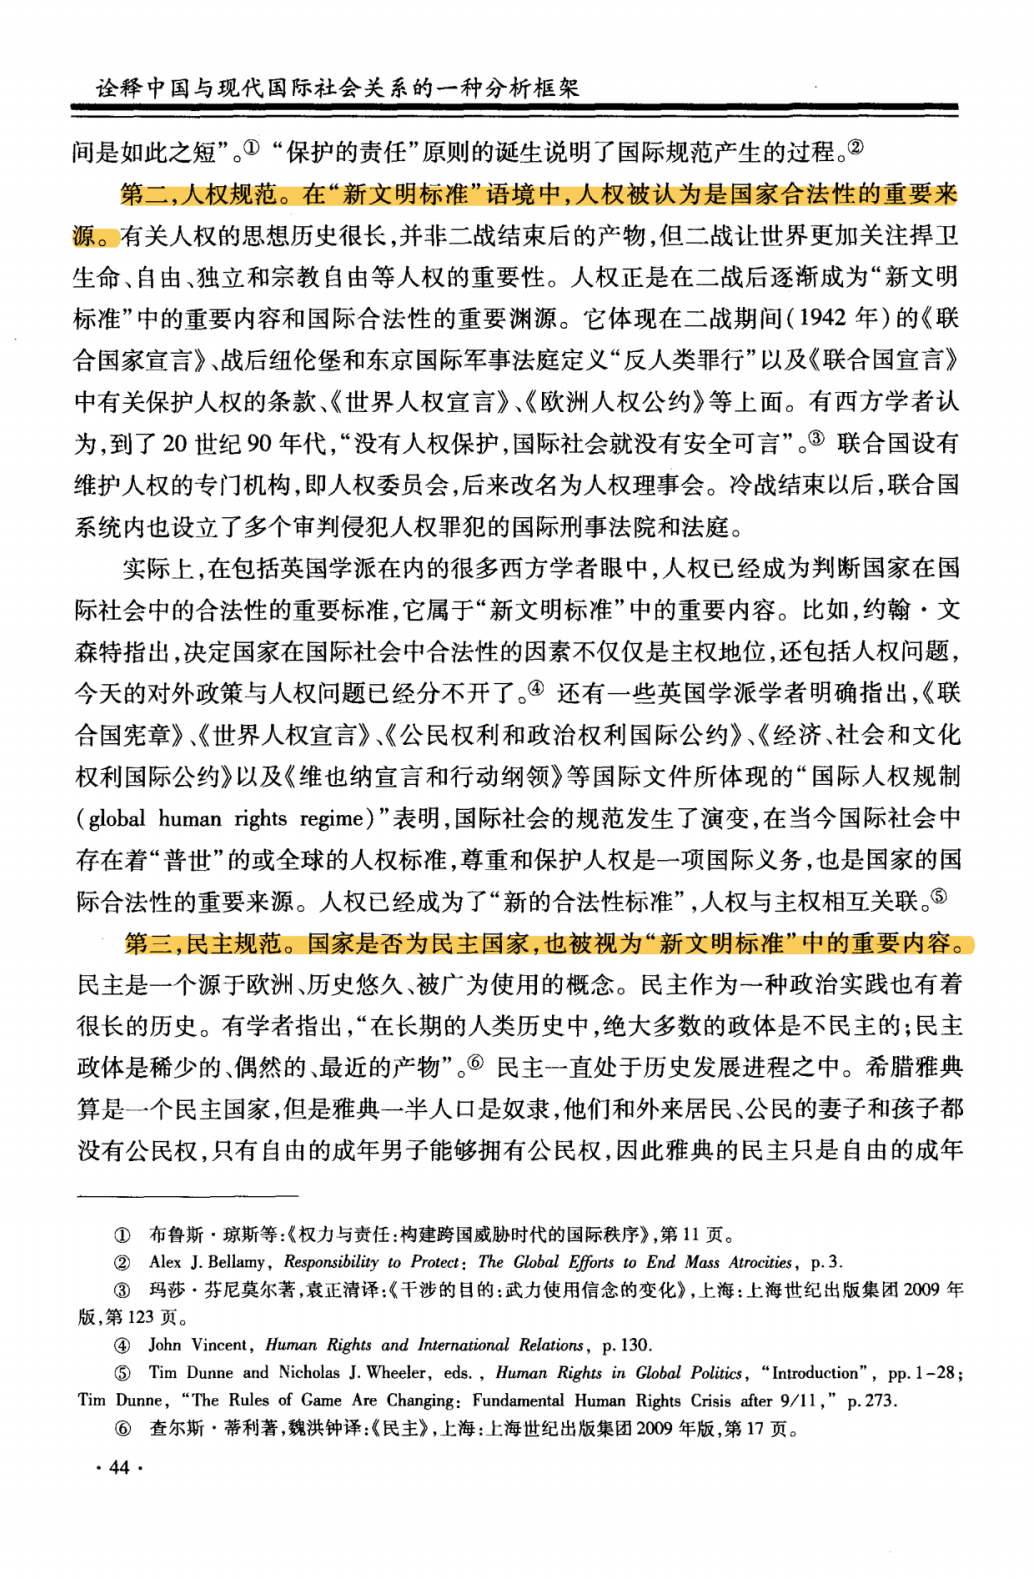 诠释中国与现代国际社会关系的一种分析框架
间是如此之短”。① “保护的责任”原则的诞生说明了国际规范产生的过程。②
第二,人权规范。在“新文明标准”语境中,人权被认为是国家合法性的重要来
源。有关人权的思想历史很长,并非二战结束后的产物,但二战让世界更加关注捍卫
生命、自由、独立和宗教自由等人权的重要性。人权正是在二战后逐渐成为“新文明
标准”中的重要内容和国际合法性的重要渊源。它体现在二战期间(1942 年)的《联
合国家宣言》、战后纽伦堡和东京国际军事法庭定义“反人类罪行”以及《联合国宣言》
中有关保护人权的条款、《世界人权宣言》、《欧洲人权公约》等上面。有西方学者认
为,到了 20 世纪 90 年代,“没有人权保护,国际社会就没有安全可言”。③ 联合国设有
维护人权的专门机构,即人权委员会,后来改名为人权理事会。冷战结束以后,联合国
系统内也设立了多个审判侵犯人权罪犯的国际刑事法院和法庭。
实际上,在包括英国学派在内的很多西方学者眼中,人权已经成为判断国家在国
际社会中的合法性的重要标准,它属于“新文明标准”中的重要内容。比如,约翰·文
森特指出,决定国家在国际社会中合法性的因素不仅仅是主权地位,还包括人权问题,
今天的对外政策与人权问题已经分不开了。④ 还有一些英国学派学者明确指出,《联
合国宪章》、《世界人权宣言》、《公民权利和政治权利国际公约》、《经济、社会和文化
权利国际公约》以及《维也纳宣言和行动纲领》等国际文件所体现的“国际人权规制
(global human rights regime)”表明,国际社会的规范发生了演变,在当今国际社会中
存在着“普世”的或全球的人权标准,尊重和保护人权是一项国际义务,也是国家的国
际合法性的重要来源。人权已经成为了“新的合法性标准”,人权与主权相互关联。⑤
第三,民主规范。国家是否为民主国家,也被视为“新文明标准”中的重要内容。
民主是一个源于欧洲、历史悠久、被广为使用的概念。民主作为一种政治实践也有着
很长的历史。有学者指出,“在长期的人类历史中,绝大多数的政体是不民主的;民主
政体是稀少的、偶然的、最近的产物”。⑥ 民主一直处于历史发展进程之中。希腊雅典
算是一个民主国家,但是雅典一半人口是奴隶,他们和外来居民、公民的妻子和孩子都
没有公民权,只有自由的成年男子能够拥有公民权,因此雅典的民主只是自由的成年
① 布鲁斯·琼斯等:《权力与责任:构建跨国威胁时代的国际秩序》,第 11 页。
② Alex J. Bellamy, Responsibility to Protect: The Global Efforts to End Mass Atrocities, p. 3.
③ 玛莎·芬尼莫尔著,袁正清译:《干涉的目的:武力使用信念的变化》,上海:上海世纪出版集团 2009 年
版,第 123 页。
④ John Vincent, Human Rights and International Relations, p. 130.
⑤ Tim Dunne and Nicholas J. Wheeler, eds. , Human Rights in Global Politics, “Introduction”, pp. 1-28;
Tim Dunne, “The Rules of Game Are Changing: Fundamental Human Rights Crisis after 9/11,” p. 273.
⑥ 查尔斯·蒂利著,魏洪钟译:《民主》,上海:上海世纪出版集团 2009 年版,第 17 页。
· 44 ·